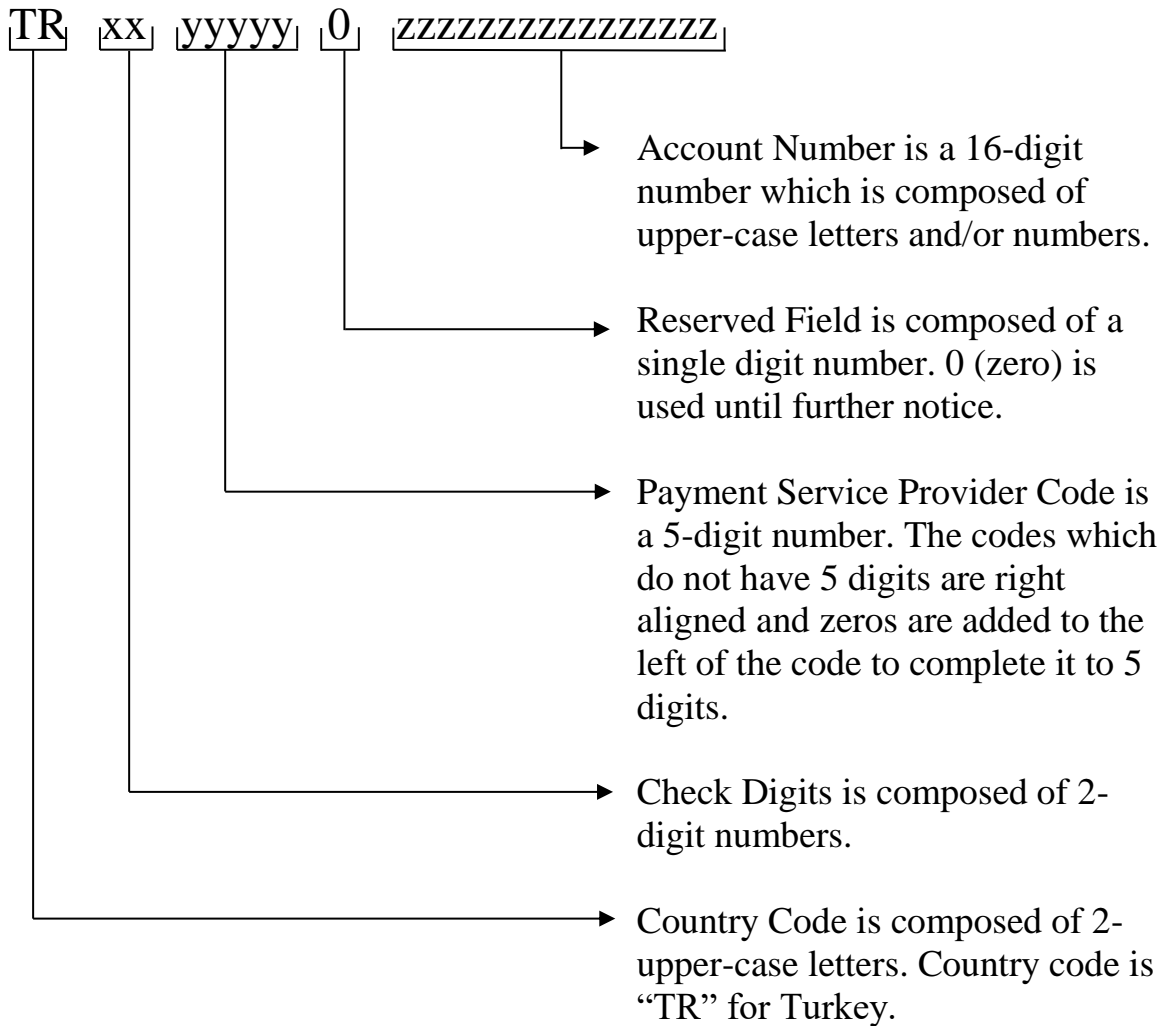 TR xx yyyyy 0 zzzzzzzzzzzzzzzz
Account Number is a 16-digit
number which is composed of
upper-case letters and/or numbers.
Reserved Field is composed of a
single digit number. 0 (zero) is
used until further notice.
Payment Service Provider Code is
a 5-digit number. The codes which
do not have 5 digits are right
aligned and zeros are added to the
left of the code to complete it to 5
digits.
Check Digits is composed of 2-
digit numbers.
Country Code is composed of 2-
upper-case letters. Country code is
“TR” for Turkey.